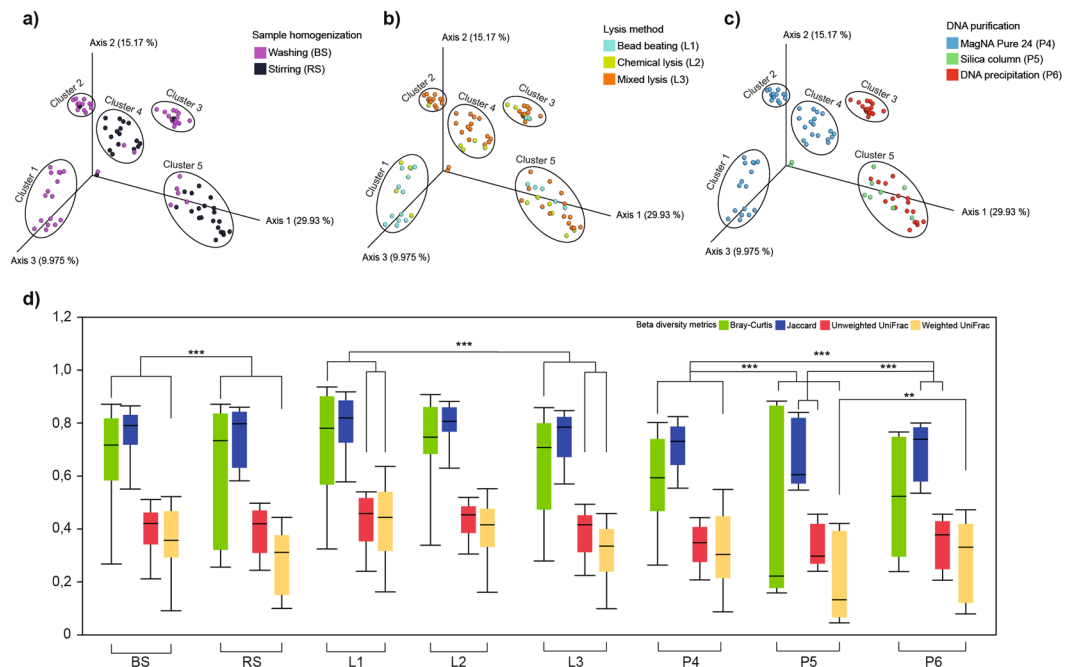 a)
Axis 2 (15.17 %)
Sample homogenization
Washing (BS)
Stirring (RS)
Cluster 2
Cluster 4
Cluster 3
Cluster 1
Cluster 5
Axis 1 (29.93 %)
Axis 3 (9.975 %)
b)
Axis 2 (15.17 %)
Lysis method
Bead beating (L1)
Chemical lysis (L2)
Mixed lysis (L3)
Cluster 2
Cluster 4
Cluster 3
Cluster 1
Cluster 5
Axis 1 (29.93 %)
Axis 3 (9.975 %)
c)
Axis 2 (15.17 %)
DNA purification
MagNA Pure 24 (P4)
Silica column (P5)
DNA precipitation (P6)
Cluster 2
Cluster 4
Cluster 3
Cluster 1
Cluster 5
Axis 1 (29.93 %)
Axis 3 (9.975 %)
d)
Beta diversity metrics Bray-Curtis Jaccard Unweighted UniFrac Weighted UniFrac
1,2
1,0
0,8
0,6
0,4
0,2
0
*** *** *** *** *** **
BS RS L1 L2 L3 P4 P5 P6